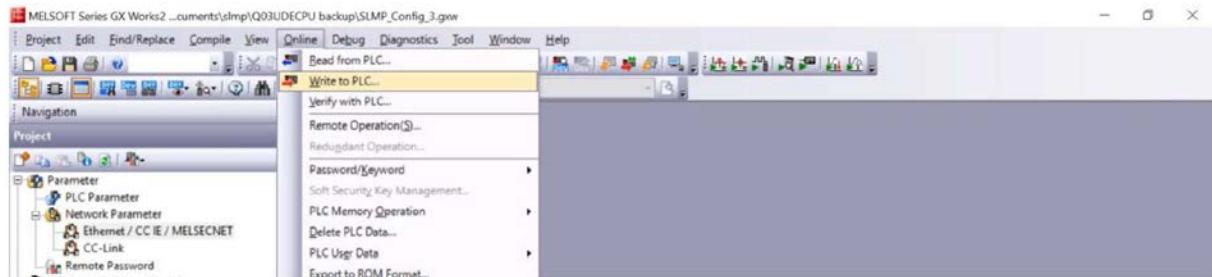 MELSOFT Series GX Works2 ...cuments\slmp\Q03UDECPU backup\SLMP_Config_3.gxw
Project Edit Find/Replace Compile View Online Debug Diagnostics Tool Window Help
Read from PLC...
Write to PLC...
Verify with PLC...
Remote Operation(S)...
Redundant Operation...
Password/Keyword
Soft Security Key Management...
PLC Memory Operation
Delete PLC Data...
PLC User Data
Export to ROM Format...
Navigation
Project
Parameter
PLC Parameter
Network Parameter
Ethernet / CC IE / MELSECNET
CC-Link
Remote Password